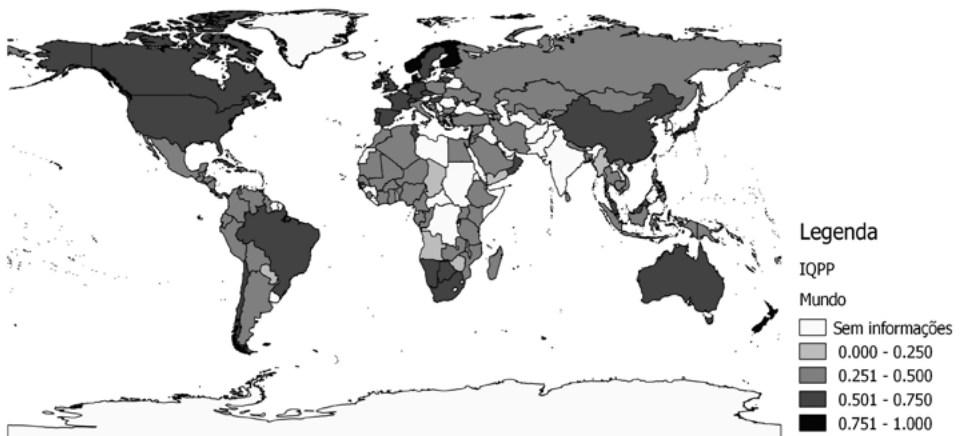 Legenda
IQPP
Mundo
Sem informações
0.000 - 0.250
0.251 - 0.500
0.501 - 0.750
0.751 - 1.000